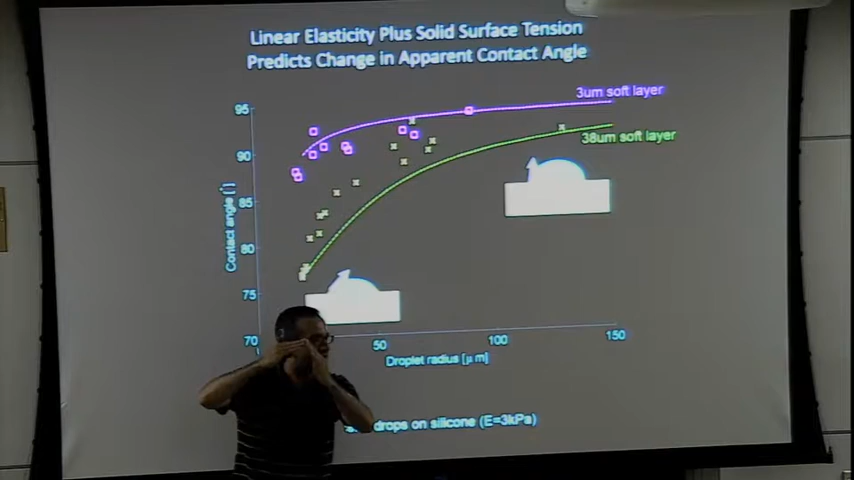 Linear Elasticity Plus Solid Surface Tension
Predicts Change in Apparent Contact Angle
3um soft layer
38um soft layer
95
90
85
80
75
70
Contact angle [°]
50
100
150
Droplet radius [μm]
drops on silicone (E=3kPa)